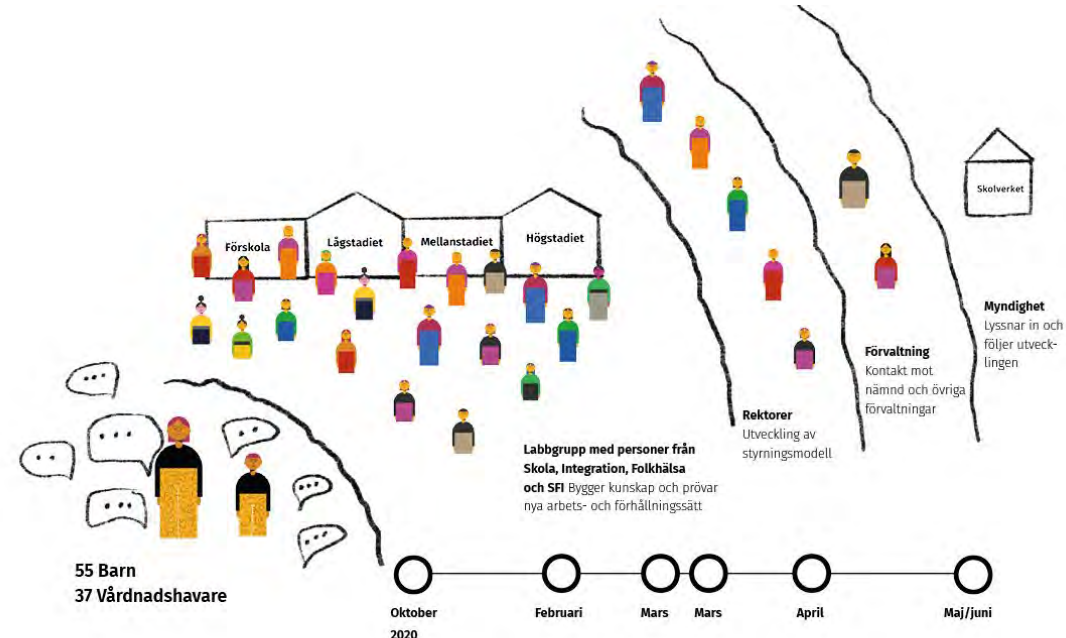 Skolverket
Förskola
Lågstadiet
Mellanstadiet
Högstadiet
Myndighet
Lyssnar in och
följer utveck-
lingen
Förvaltning
Kontakt mot
nämnd och övriga
förvaltningar
Rektorer
Utveckling av
styrningsmodell
Labbgrupp med personer från
Skola, Integration, Folkhälsa
och SFI Bygger kunskap och prövar
nya arbets- och förhållningssätt
55 Barn
37 Vårdnadshavare
Oktober
2020
Februari
Mars
Mars
April
Maj/juni